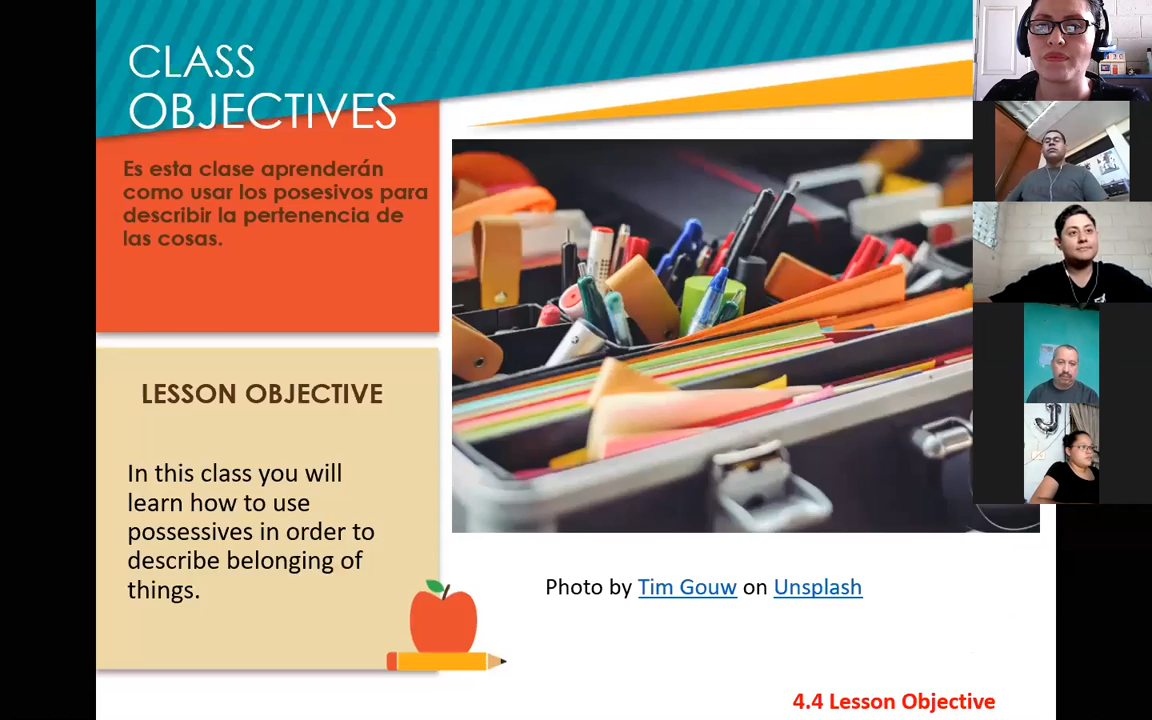 CLASS
OBJECTIVES
Es esta clase aprenderán
como usar los posesivos para
describir la pertenencia de
las cosas.
LESSON OBJECTIVE
In this class you will
learn how to use
possessives in order to
describe belonging of
things.
Photo by Tim Gouw on Unsplash
4.4 Lesson Objective